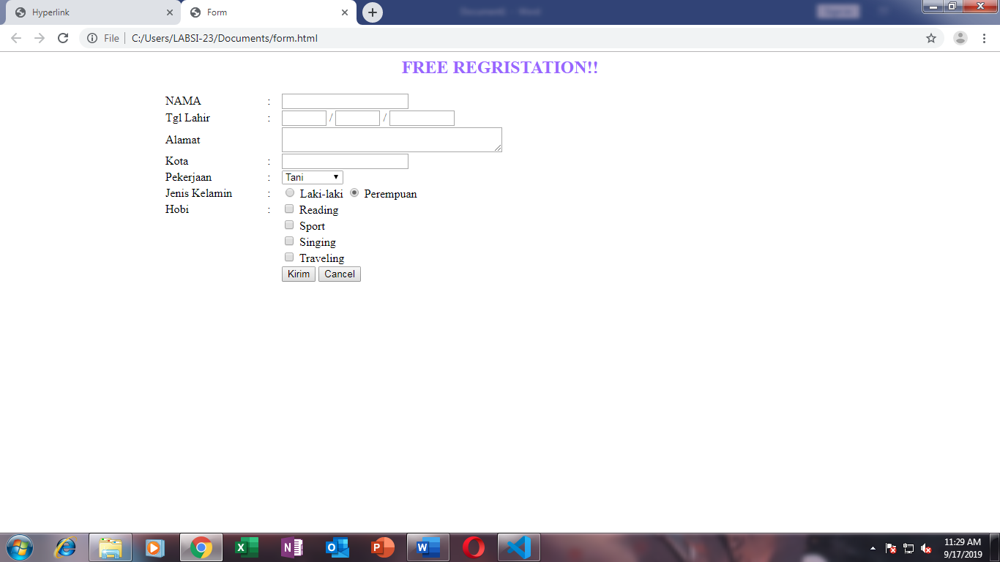 Hyperlink
Form
File
C:/Users/LABSI-23/Documents/form.html
FREE REGRISTATION!!
NAMA :
Tgl Lahir : / /
Alamat
Kota :
Pekerjaan : Tani
Jenis Kelamin : Laki-laki Perempuan
Hobi : Reading
Sport
Singing
Traveling
Kirim Cancel
11:29 AM
9/17/2019